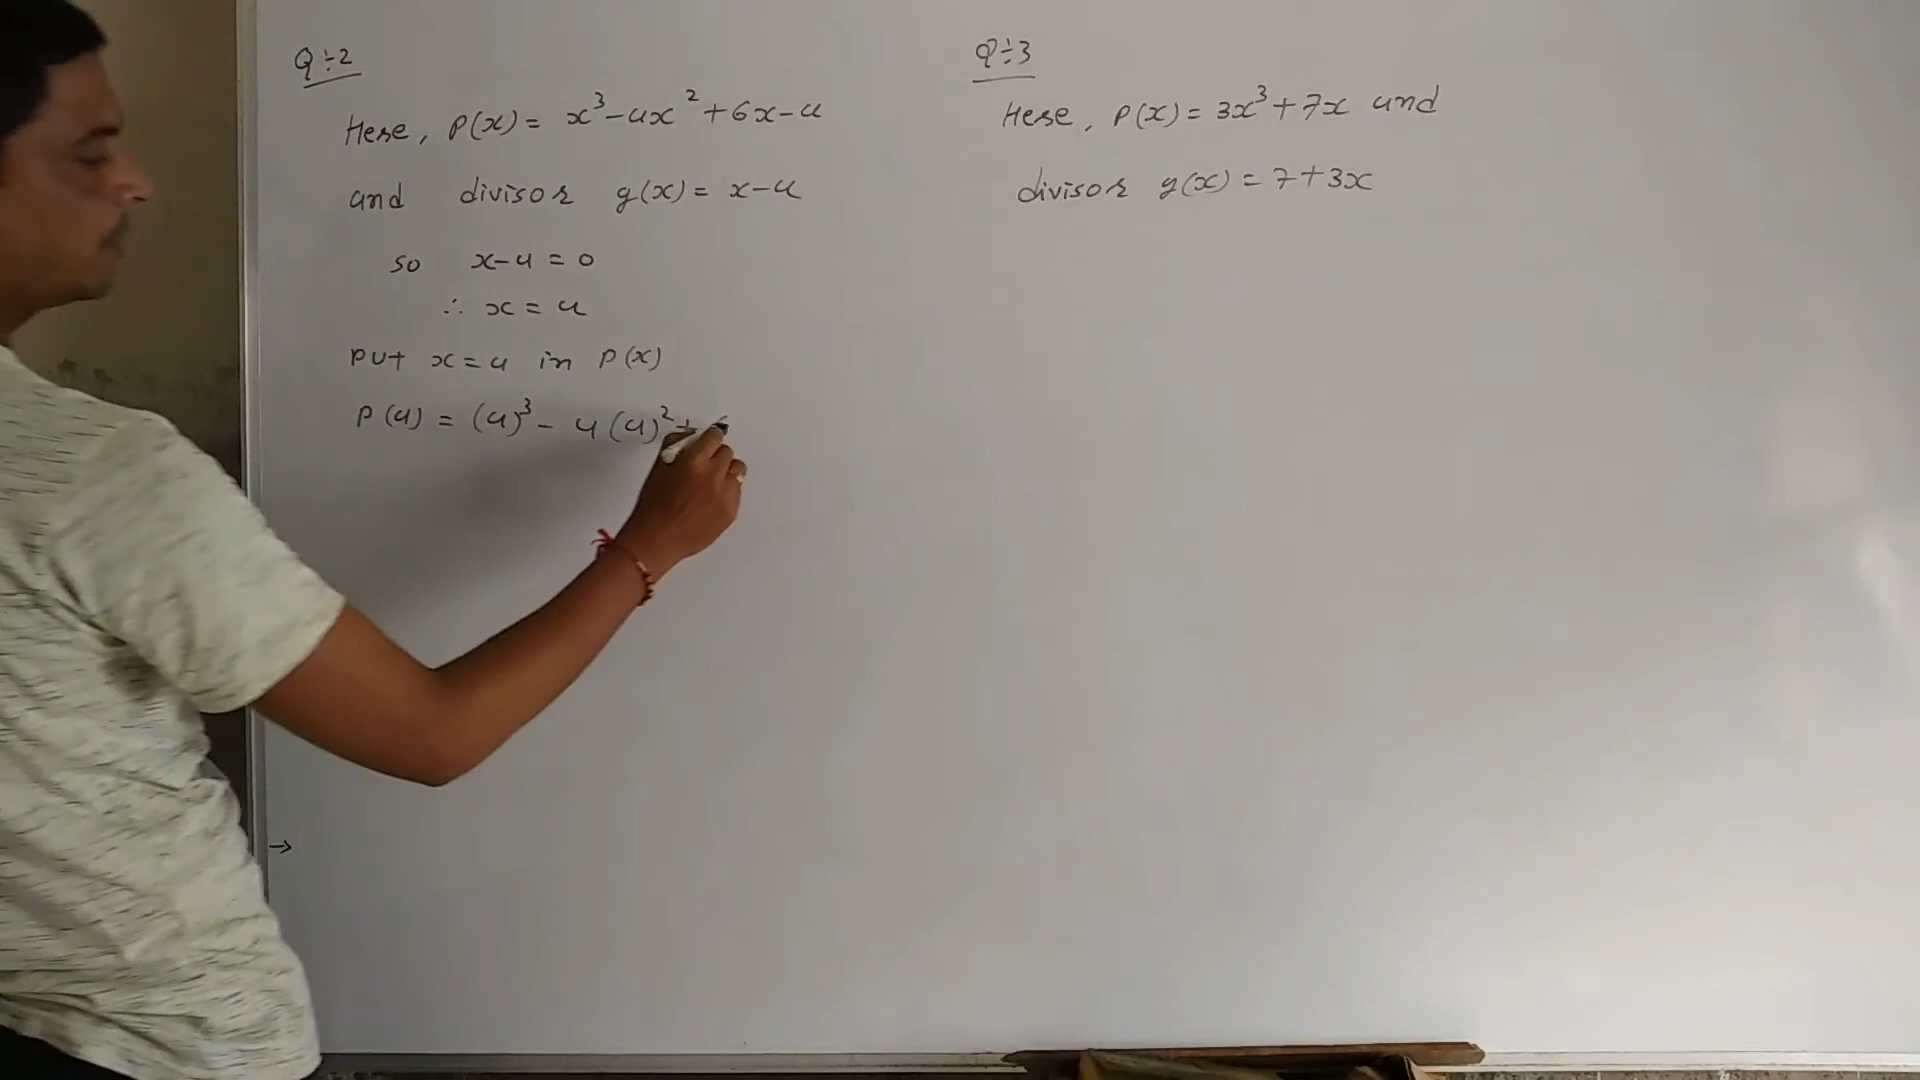 Q÷2
Here, P(x) = x³-4x²+6x-4
and divisor g(x) = x-4
so x-4 = 0
∴ x = 4
put x=4 in P(x)
P(4) = (4)³ - 4(4)² +
→
Q÷3
Here, P(x) = 3x³+7x and
divisor g(x) = 7+3x